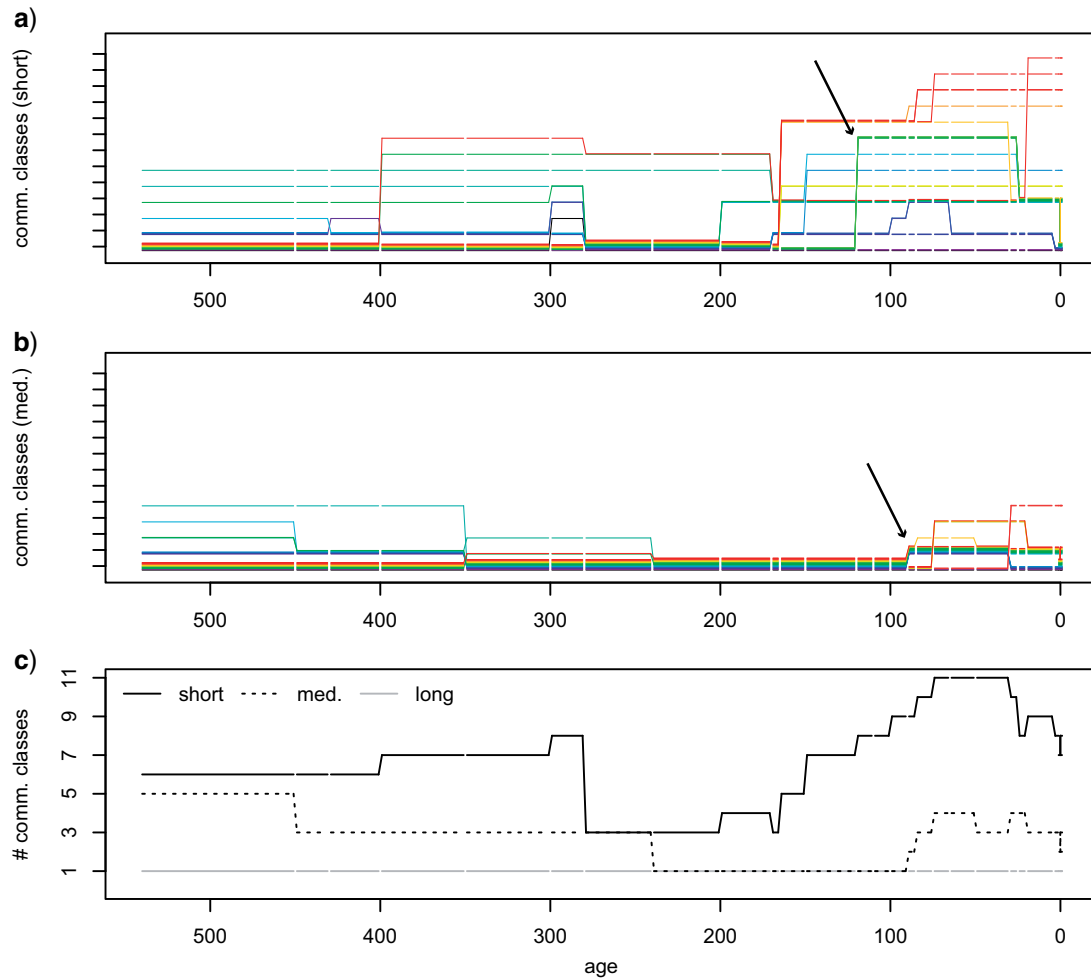 a)
comm. classes (short)
500 400 300 200 100 0
b)
comm. classes (med.)
500 400 300 200 100 0
c)
short med. long
# comm. classes
11
9
7
5
3
1
500 400 300 200 100 0
age